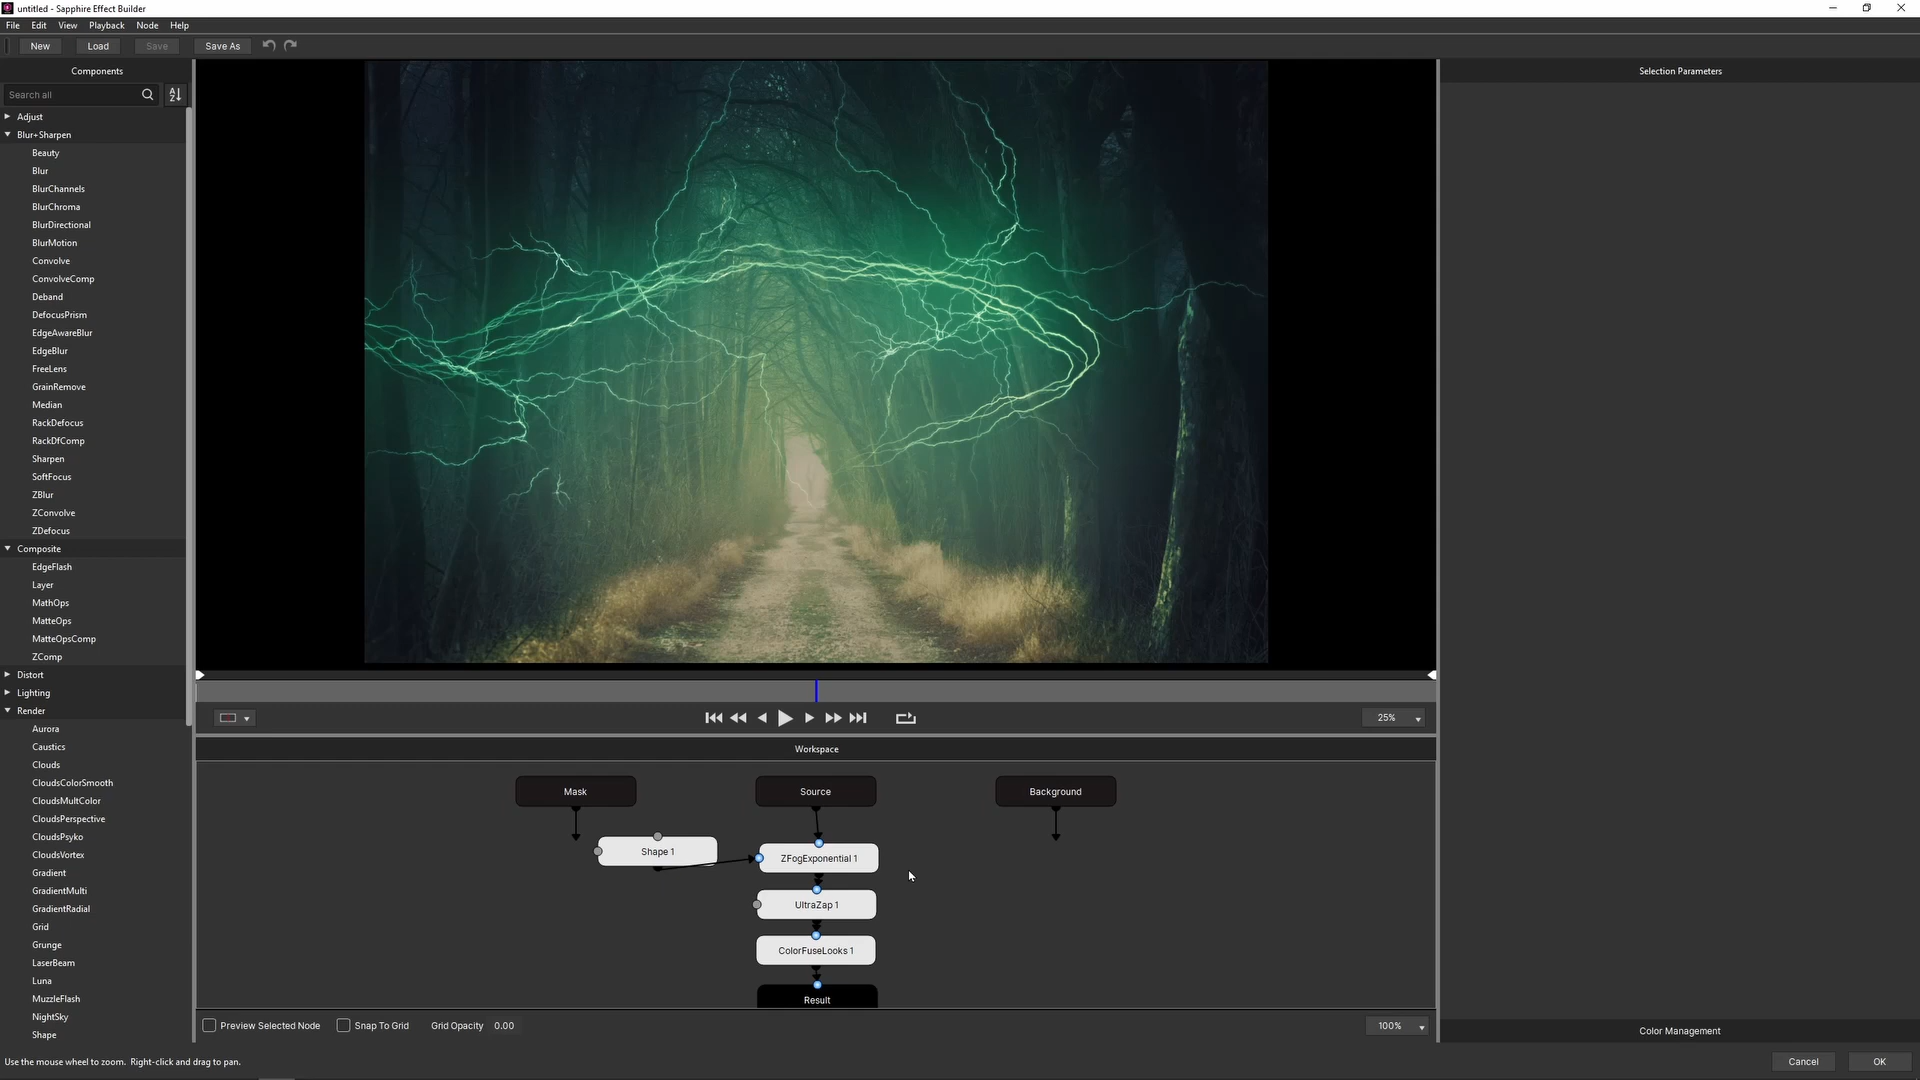 untitled - Sapphire Effect Builder
File Edit View Playback Node Help
New Load Save Save As
Components
Search all
Adjust
Blur+Sharpen
Beauty
Blur
BlurChannels
BlurChroma
BlurDirectional
BlurMotion
Convolve
ConvolveComp
Deband
DefocusPrism
EdgeAwareBlur
EdgeBlur
FreeLens
GrainRemove
Median
RackDefocus
RackDfComp
Sharpen
SoftFocus
ZBlur
ZConvolve
ZDefocus
Composite
EdgeFlash
Layer
MathOps
MatteOps
MatteOpsComp
ZComp
Distort
Lighting
Render
Aurora
Caustics
Clouds
CloudsColorSmooth
CloudsMultColor
CloudsPerspective
CloudsPsyko
CloudsVortex
Gradient
GradientMulti
GradientRadial
Grid
Grunge
LaserBeam
Luna
MuzzleFlash
NightSky
Shape
25%
Workspace
Mask Source Background
Shape 1
ZFogExponential 1
UltraZap 1
ColorFuseLooks 1
Result
Preview Selected Node Snap To Grid Grid Opacity 0.00
100%
Selection Parameters
Color Management
Use the mouse wheel to zoom. Right-click and drag to pan.
Cancel OK